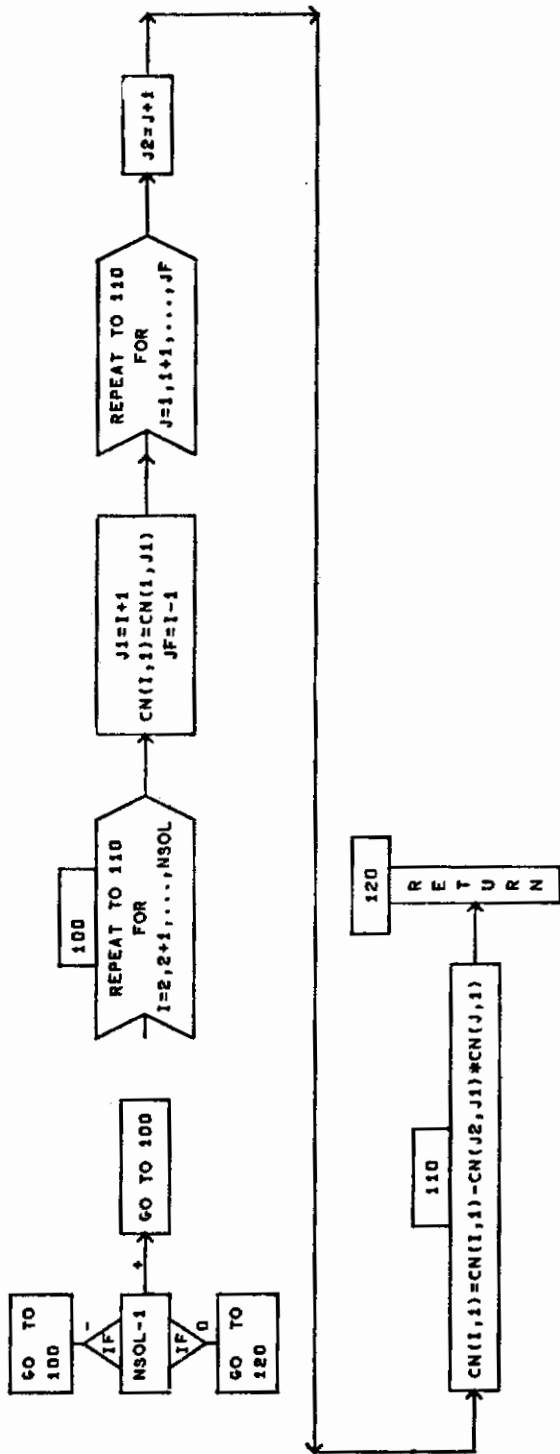 GO TO
100
IF -
NSOL-1
+
IF 0
GO TO
120
GO TO 100
100
REPEAT TO 110
FOR
I=2,2+1,...,NSOL
J1=I+1
CN(I,1)=CN(1,J1)
JF=I-1
REPEAT TO 110
FOR
J=1,1+1,...,JF
J2=J+1
110
CN(I,1)=CN(I,1)-CN(J2,J1)*CN(J,1)
120
R
E
T
U
R
N